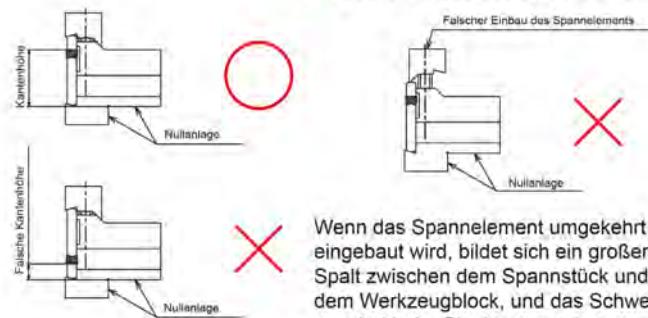 Falscher Einbau des Spannelements
Kantenhöhe
Nullanlage
Nullanlage
Falsche Kantenhöhe
Nullanlage
Wenn das Spannelement umgekehrt
eingebaut wird, bildet sich ein großer
Spalt zwischen dem Spannstück und
dem Werkzeugblock, und das Schwe